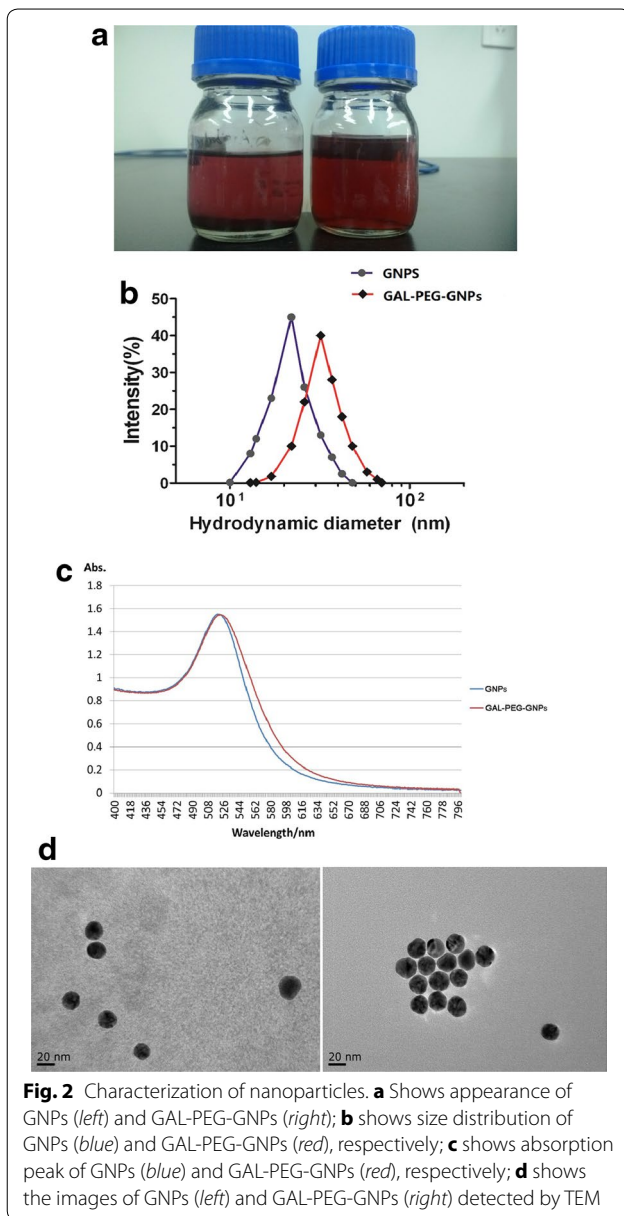 a
b
GNPS
GAL-PEG-GNPs
50
40
30
20
10
0
Intensity(%)
10¹ 10²
Hydrodynamic diameter (nm)
c
Abs.
1.8
1.6
1.4
1.2
1
0.8
0.6
0.4
0.2
0
GNPs
GAL-PEG-GNPs
400 418 436 454 472 490 508 526 544 562 580 598 616 634 652 670 688 706 724 742 760 778 796
Wavelength/nm
d
20 nm
20 nm
Fig. 2 Characterization of nanoparticles. a Shows appearance of
GNPs (left) and GAL-PEG-GNPs (right); b shows size distribution of
GNPs (blue) and GAL-PEG-GNPs (red), respectively; c shows absorption
peak of GNPs (blue) and GAL-PEG-GNPs (red), respectively; d shows
the images of GNPs (left) and GAL-PEG-GNPs (right) detected by TEM